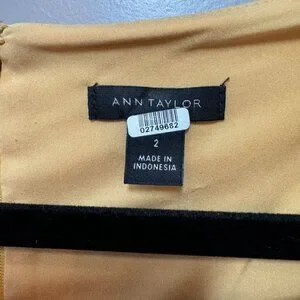 ANN TAYLOR
02749682
2
MADE IN
INDONESIA